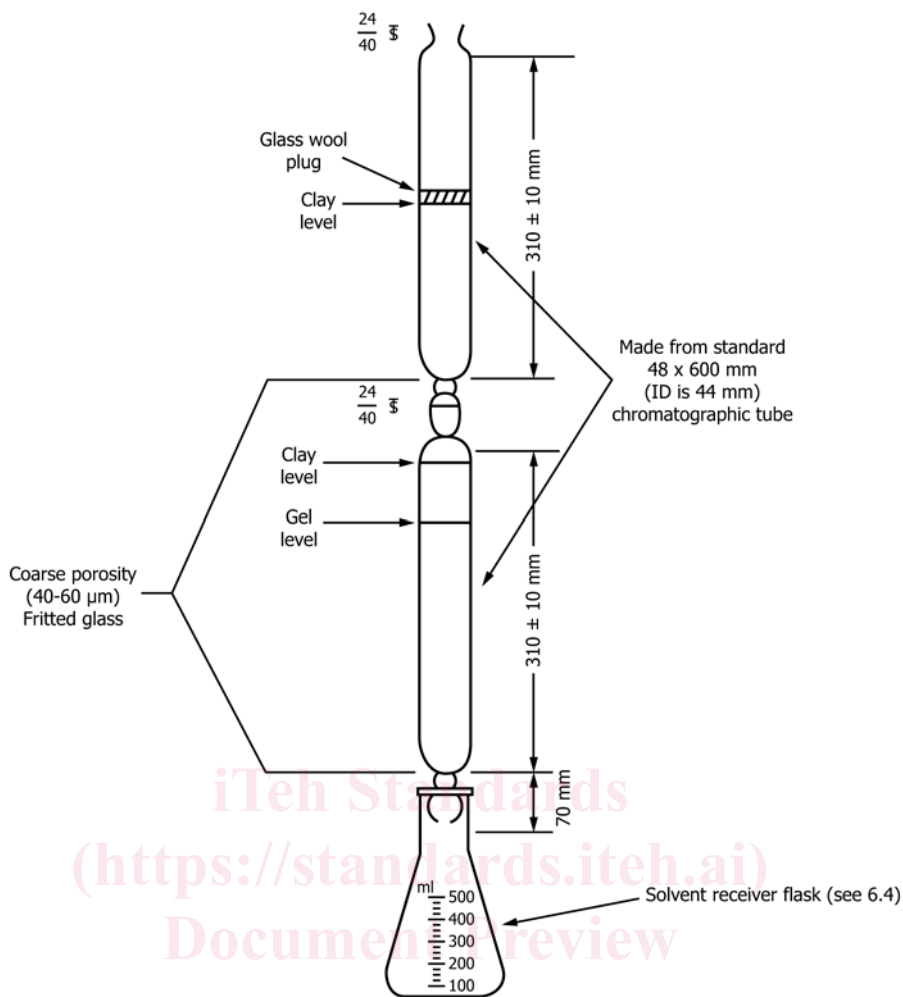 24
40 ⚵
Glass wool
plug
Clay
level
310 ± 10 mm
Made from standard
48 x 600 mm
(ID is 44 mm)
chromatographic tube
24
40
Clay
level
Gel
level
Coarse porosity
(40-60 µm)
Fritted glass
310 ± 10 mm
70 mm
iTeh Standards
(https://standards.iteh.ai)
Document Preview
ml
500
400
300
200
100
Solvent receiver flask (see 6.4)